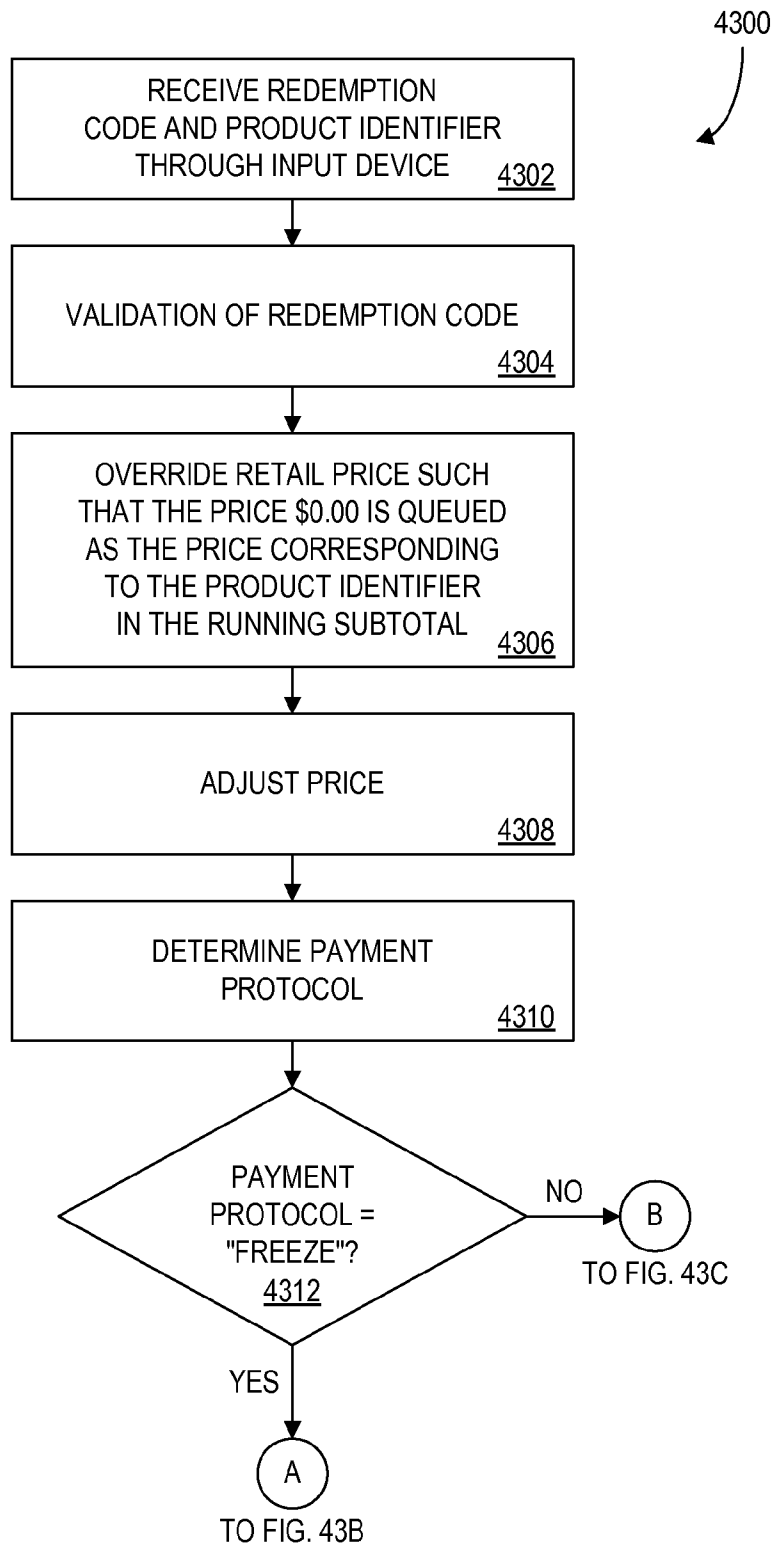 4300
RECEIVE REDEMPTION
CODE AND PRODUCT IDENTIFIER
THROUGH INPUT DEVICE
4302
VALIDATION OF REDEMPTION CODE
4304
OVERRIDE RETAIL PRICE SUCH
THAT THE PRICE $0.00 IS QUEUED
AS THE PRICE CORRESPONDING
TO THE PRODUCT IDENTIFIER
IN THE RUNNING SUBTOTAL
4306
ADJUST PRICE
4308
DETERMINE PAYMENT
PROTOCOL
4310
PAYMENT
PROTOCOL =
"FREEZE"?
4312
NO
B
TO FIG. 43C
YES
A
TO FIG. 43B